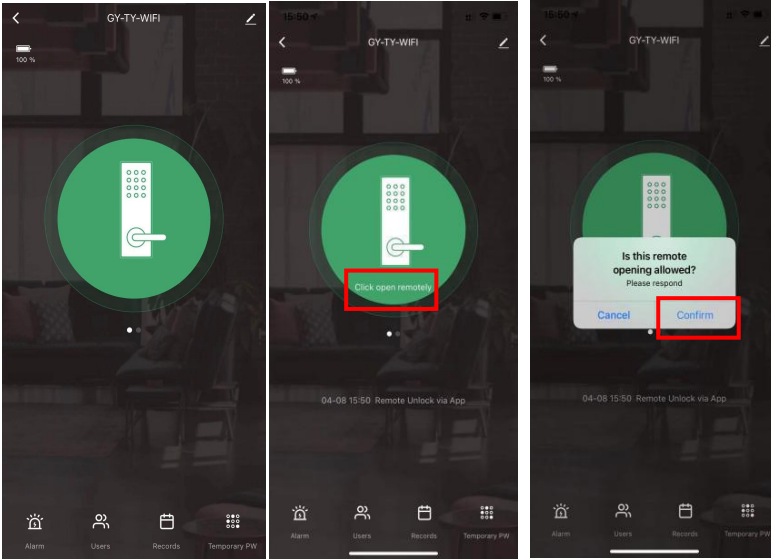 GY-TY-WIFI
100 %
Alarm
Users
Records
Temporary PW
15:50
GY-TY-WIFI
100 %
Click open remotely
04-08 15:50 Remote Unlock via App
Alarm
Users
Records
Temporary PW
15:50
GY-TY-WIFI
100 %
Is this remote
opening allowed?
Please respond
Cancel
Confirm
04-08 15:50 Remote Unlock via App
Alarm
Users
Records
Temporary PW